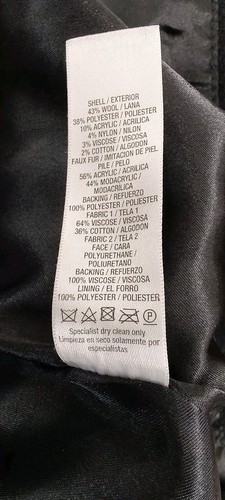 SHELL / EXTERIOR
43% WOOL / LANA
38% POLYESTER / POLIESTER
10% ACRYLIC / ACRILICA
4% NYLON / NILON
3% VISCOSE / VISCOSA
2% COTTON / ALGODON
FAUX FUR / IMITACION DE PIEL
PILE / PELO
56% ACRYLIC / ACRILICA
44% MODACRYLIC /
MODACRILICA
BACKING / REFUERZO
100% POLYESTER / POLIESTER
FABRIC 1 / TELA 1
64% VISCOSE / VISCOSA
36% COTTON / ALGODON
FABRIC 2 / TELA 2
FACE / CARA
POLYURETHANE /
POLIURETANO
BACKING / REFUERZO
100% VISCOSE / VISCOSA
LINING / EL FORRO
100% POLYESTER / POLIESTER
P
Specialist dry clean only
Limpieza en seco solamente por
especialistas